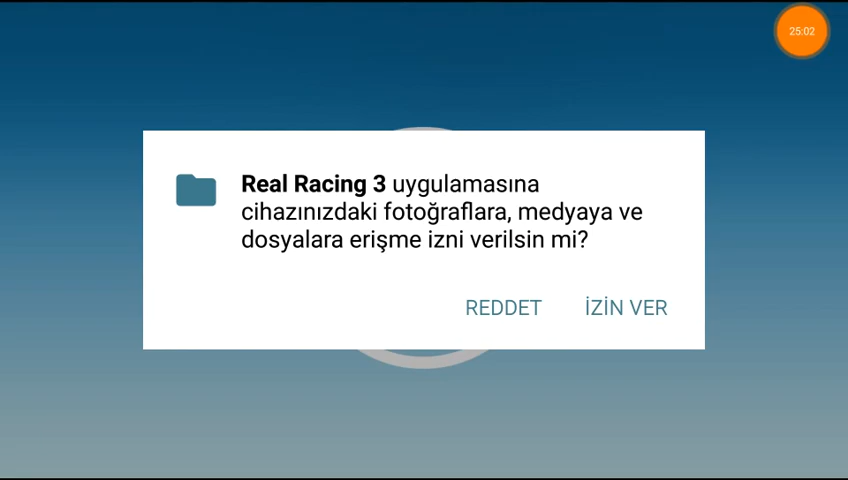 25:02
Real Racing 3 uygulamasına
cihazınızdaki fotoğraflara, medyaya ve
dosyalara erişme izni verilsin mi?
REDDET İZİN VER